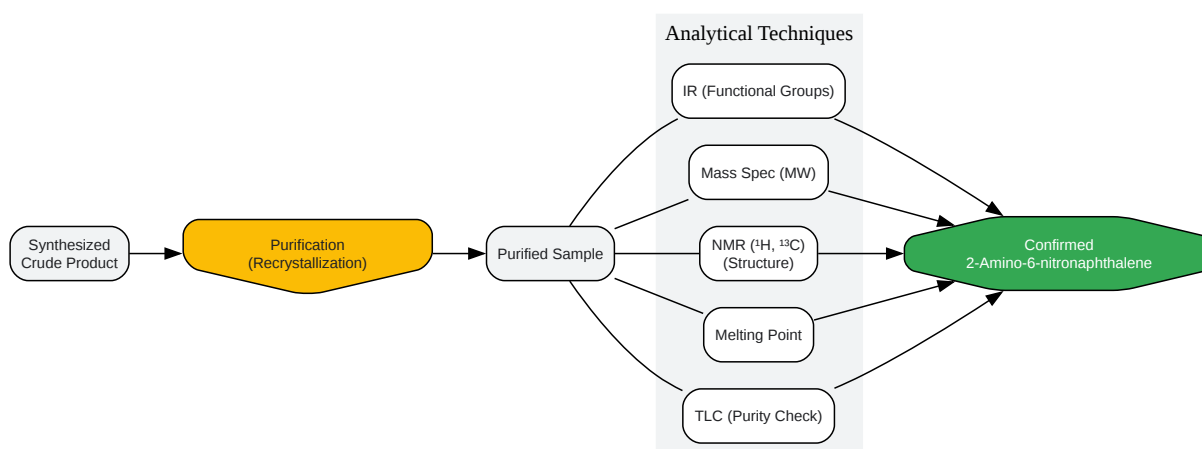 Analytical Techniques
IR (Functional Groups)
Mass Spec (MW)
Synthesized
Crude Product
Purification
(Recrystallization)
Purified Sample
NMR (¹H, ¹³C)
(Structure)
Confirmed
2-Amino-6-nitronaphthalene
Melting Point
TLC (Purity Check)